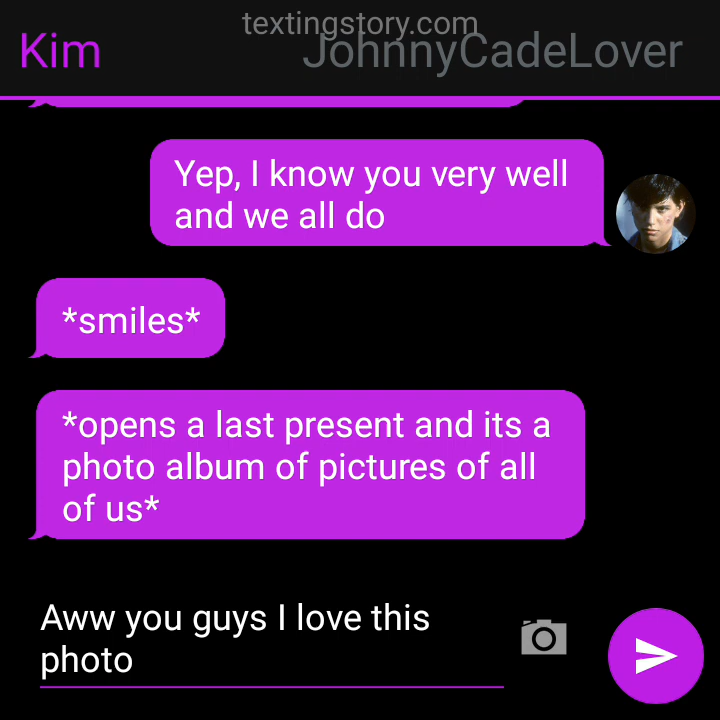 textingstory.com
Kim
JohnnyCadeLover
Yep, I know you very well
and we all do
*smiles*
*opens a last present and its a
photo album of pictures of all
of us*
Aww you guys I love this
photo